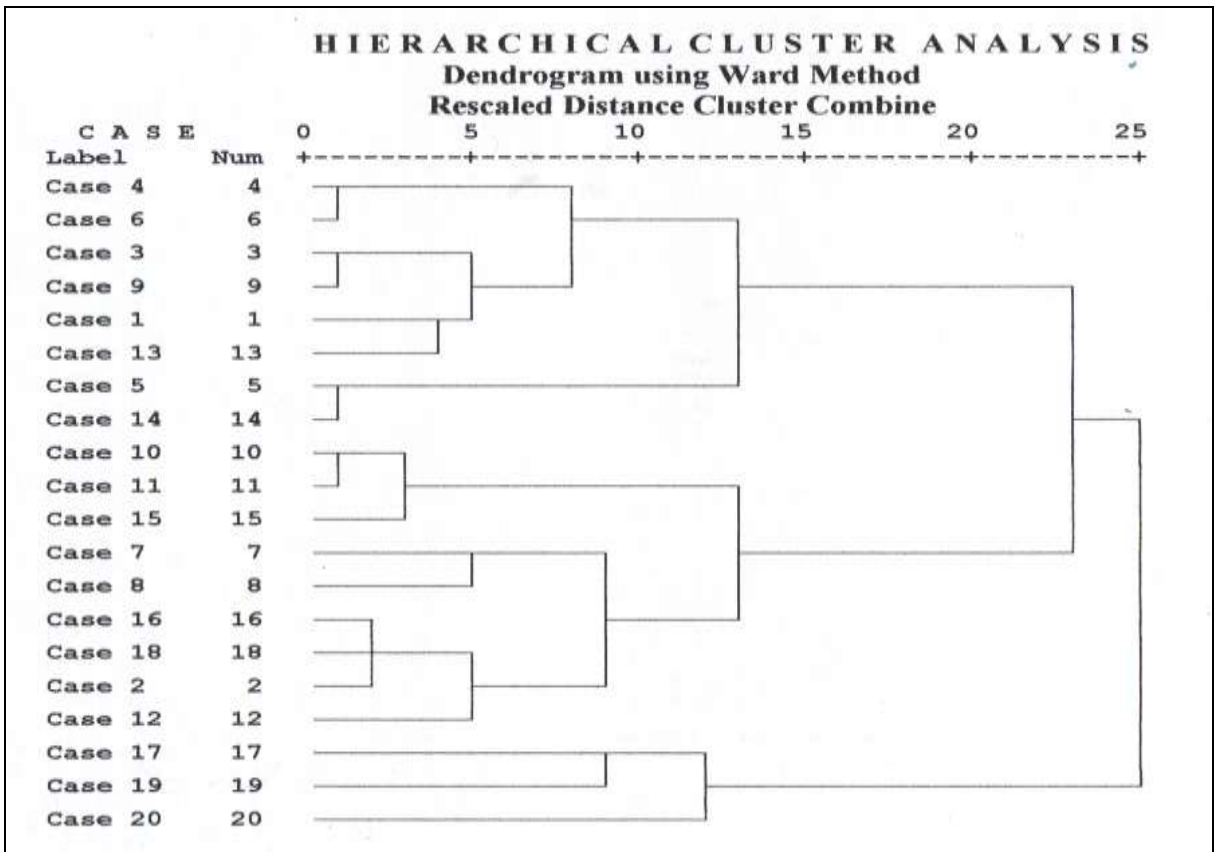 HIERARCHICAL CLUSTER ANALYSIS
Dendrogram using Ward Method
Rescaled Distance Cluster Combine
C A S E 0 5 10 15 20 25
Label Num
Case 4 4
Case 6 6
Case 3 3
Case 9 9
Case 1 1
Case 13 13
Case 5 5
Case 14 14
Case 10 10
Case 11 11
Case 15 15
Case 7 7
Case 8 8
Case 16 16
Case 18 18
Case 2 2
Case 12 12
Case 17 17
Case 19 19
Case 20 20